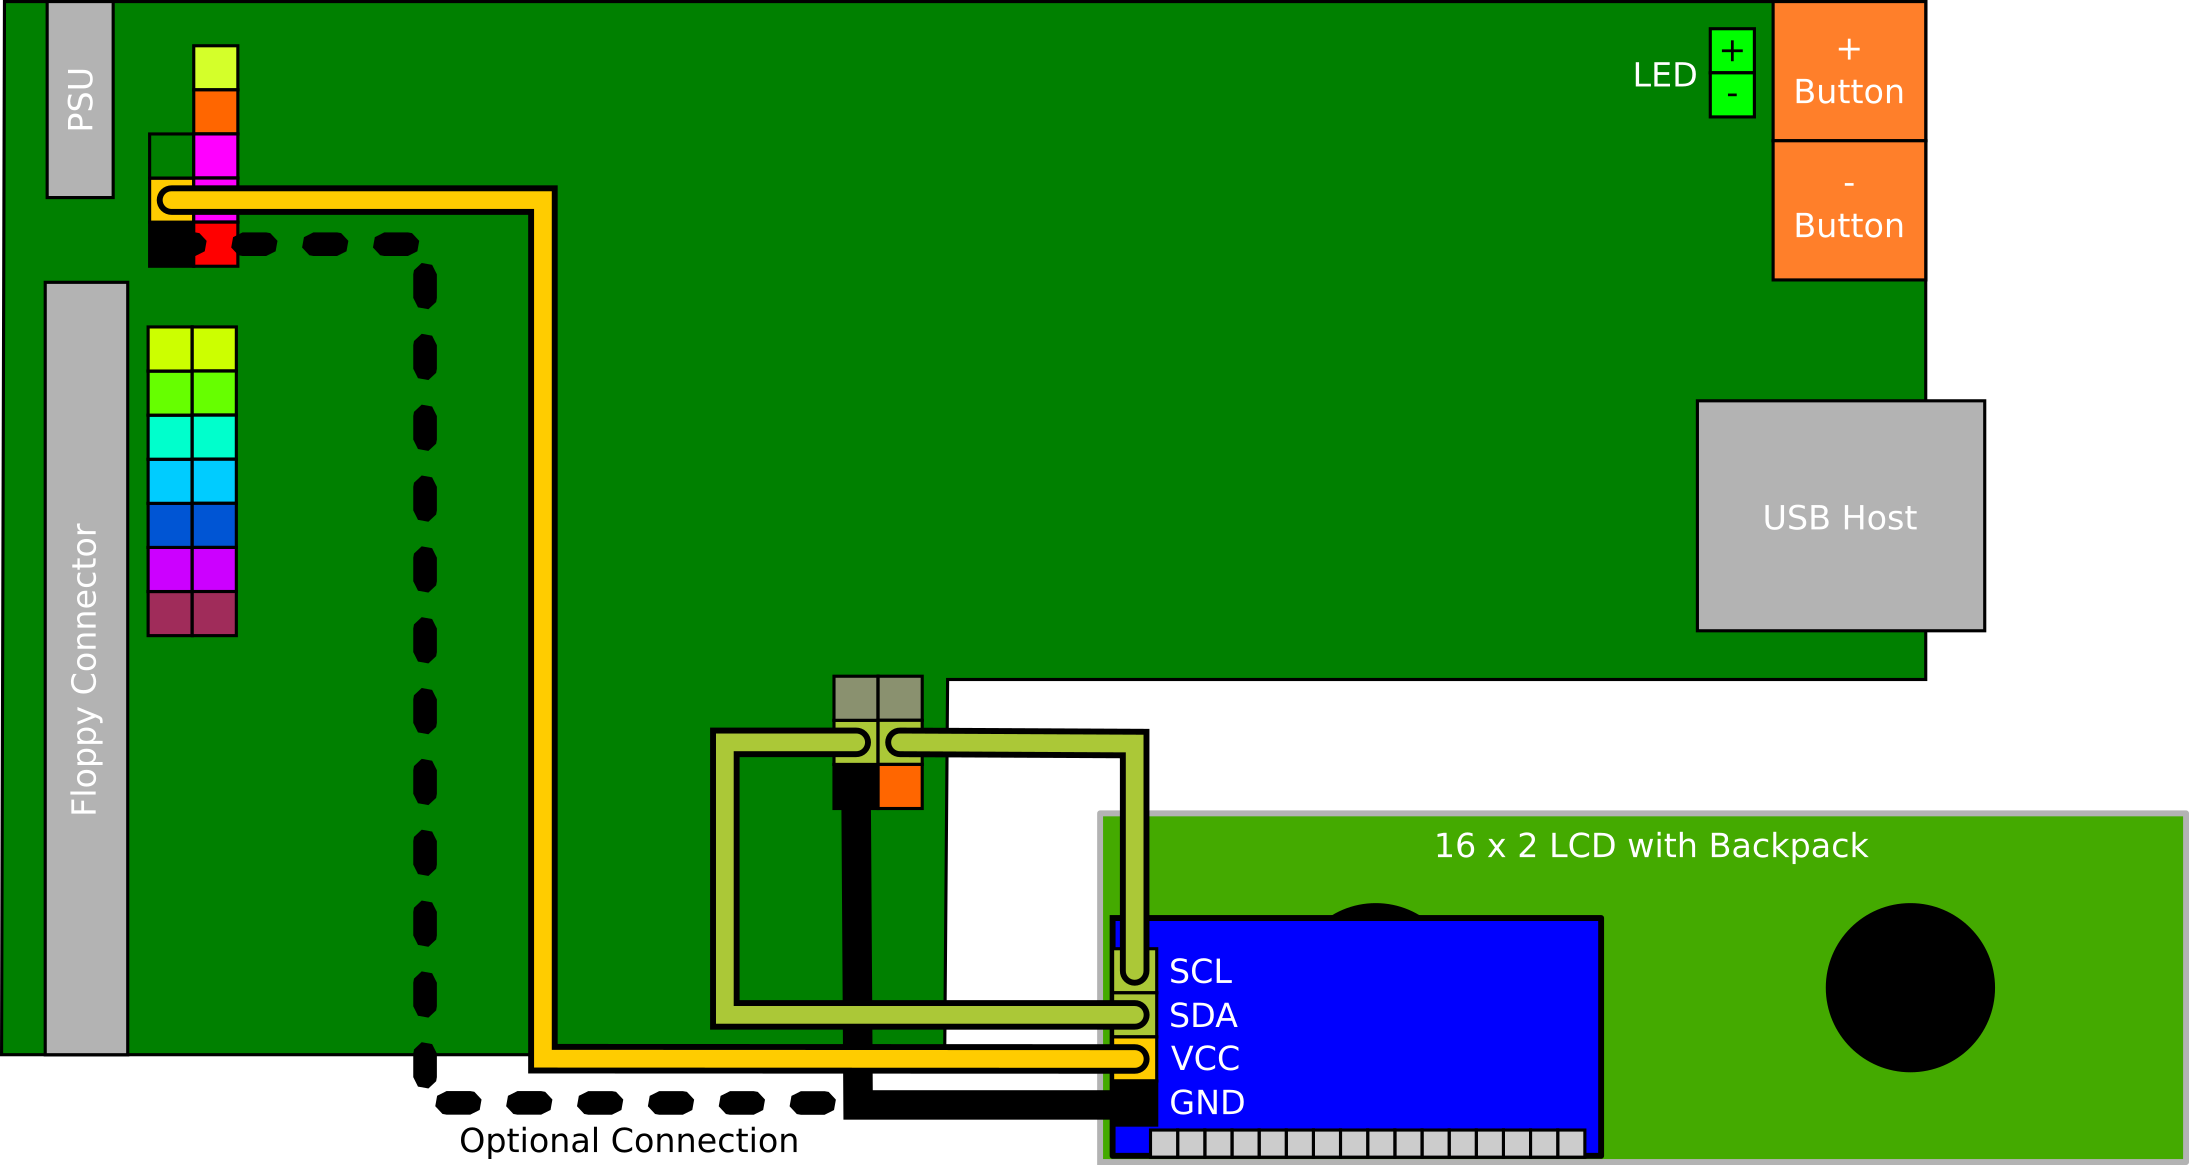 PSU
LED
+
-
+
Button
-
Button
USB Host
Floppy Connector
16 x 2 LCD with Backpack
SCL
SDA
VCC
GND
Optional Connection